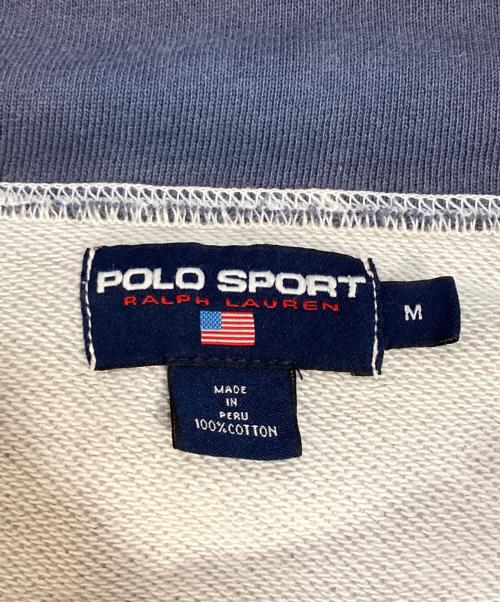 POLO SPORT
RALPH LAUREN
M
MADE
IN
PERU
100%COTTON